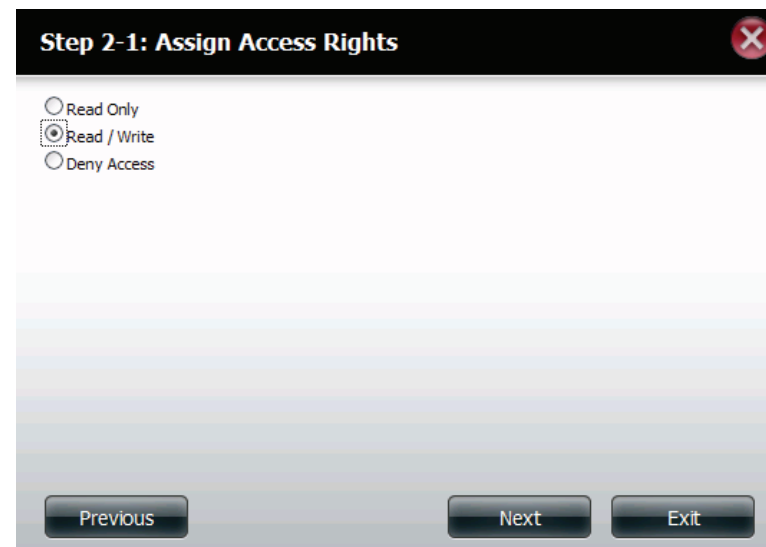 Step 2-1: Assign Access Rights
Read Only
Read / Write
Deny Access
Previous Next Exit